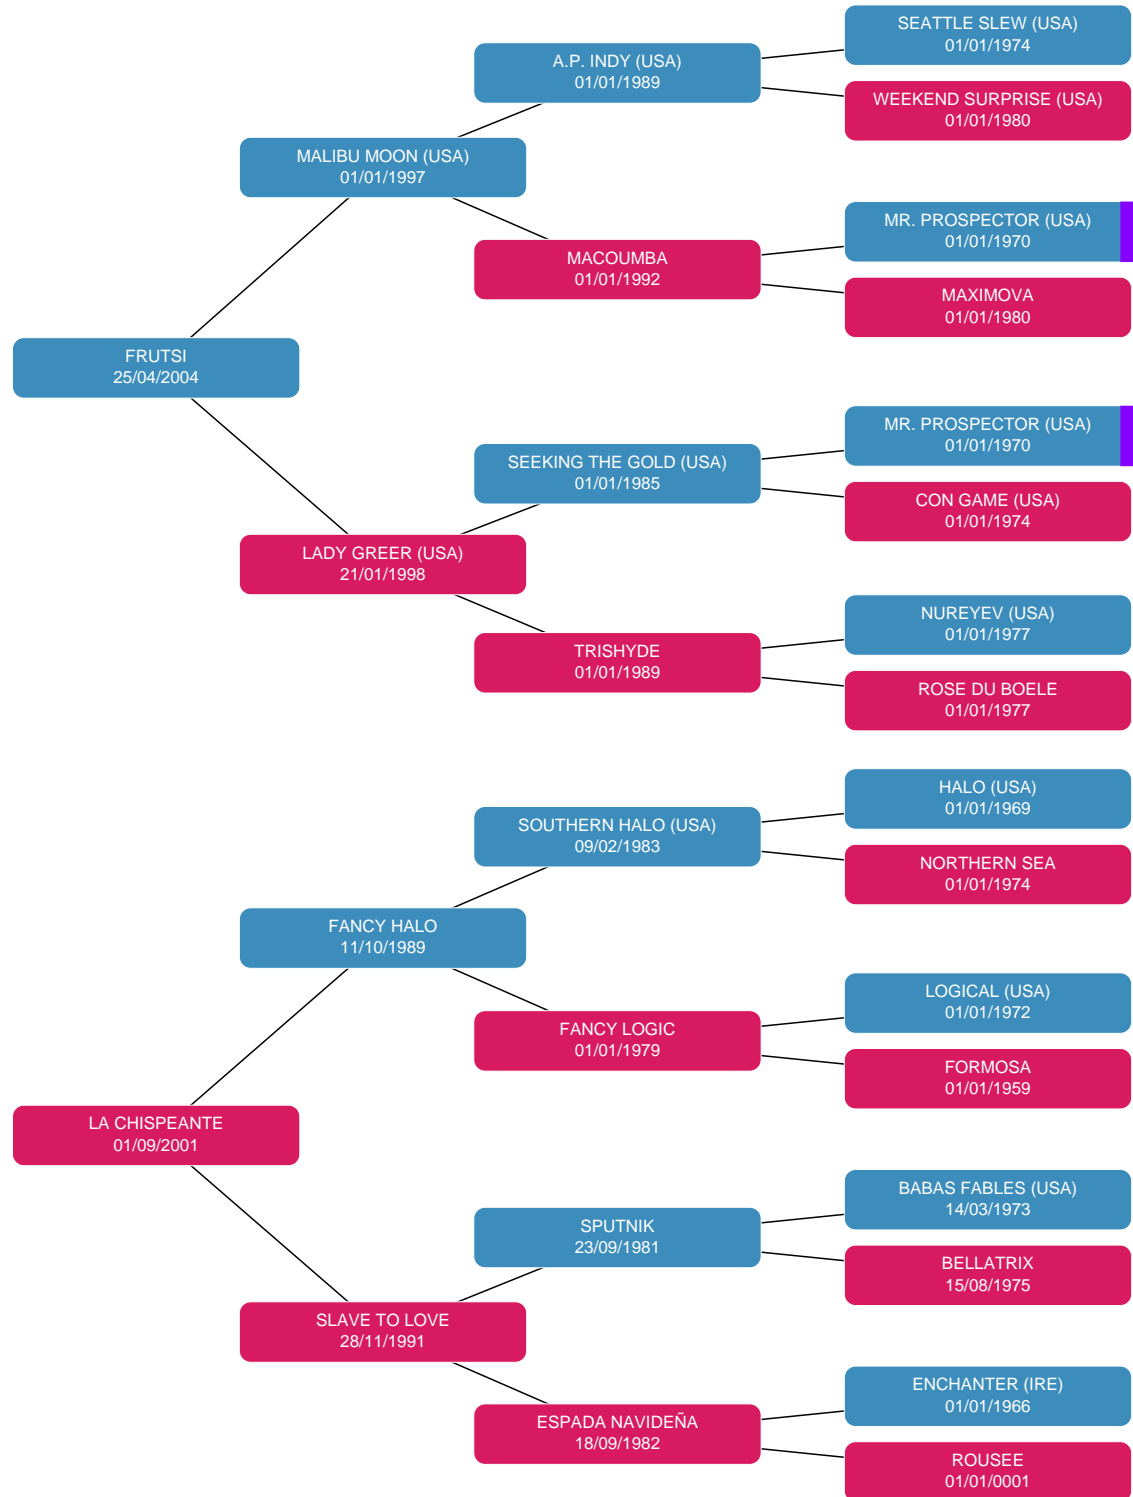 SEATTLE SLEW (USA)
01/01/1974
A.P. INDY (USA)
01/01/1989
WEEKEND SURPRISE (USA)
01/01/1980
MALIBU MOON (USA)
01/01/1997
MR. PROSPECTOR (USA)
01/01/1970
MACOUMBA
01/01/1992
MAXIMOVA
01/01/1980
FRUTSI
25/04/2004
MR. PROSPECTOR (USA)
01/01/1970
SEEKING THE GOLD (USA)
01/01/1985
CON GAME (USA)
01/01/1974
LADY GREER (USA)
21/01/1998
NUREYEV (USA)
01/01/1977
TRISHYDE
01/01/1989
ROSE DU BOELE
01/01/1977
HALO (USA)
01/01/1969
SOUTHERN HALO (USA)
09/02/1983
NORTHERN SEA
01/01/1974
FANCY HALO
11/10/1989
LOGICAL (USA)
01/01/1972
FANCY LOGIC
01/01/1979
FORMOSA
01/01/1959
LA CHISPEANTE
01/09/2001
BABAS FABLES (USA)
14/03/1973
SPUTNIK
23/09/1981
BELLATRIX
15/08/1975
SLAVE TO LOVE
28/11/1991
ENCHANTER (IRE)
01/01/1966
ESPADA NAVIDEÑA
18/09/1982
ROUSEE
01/01/0001